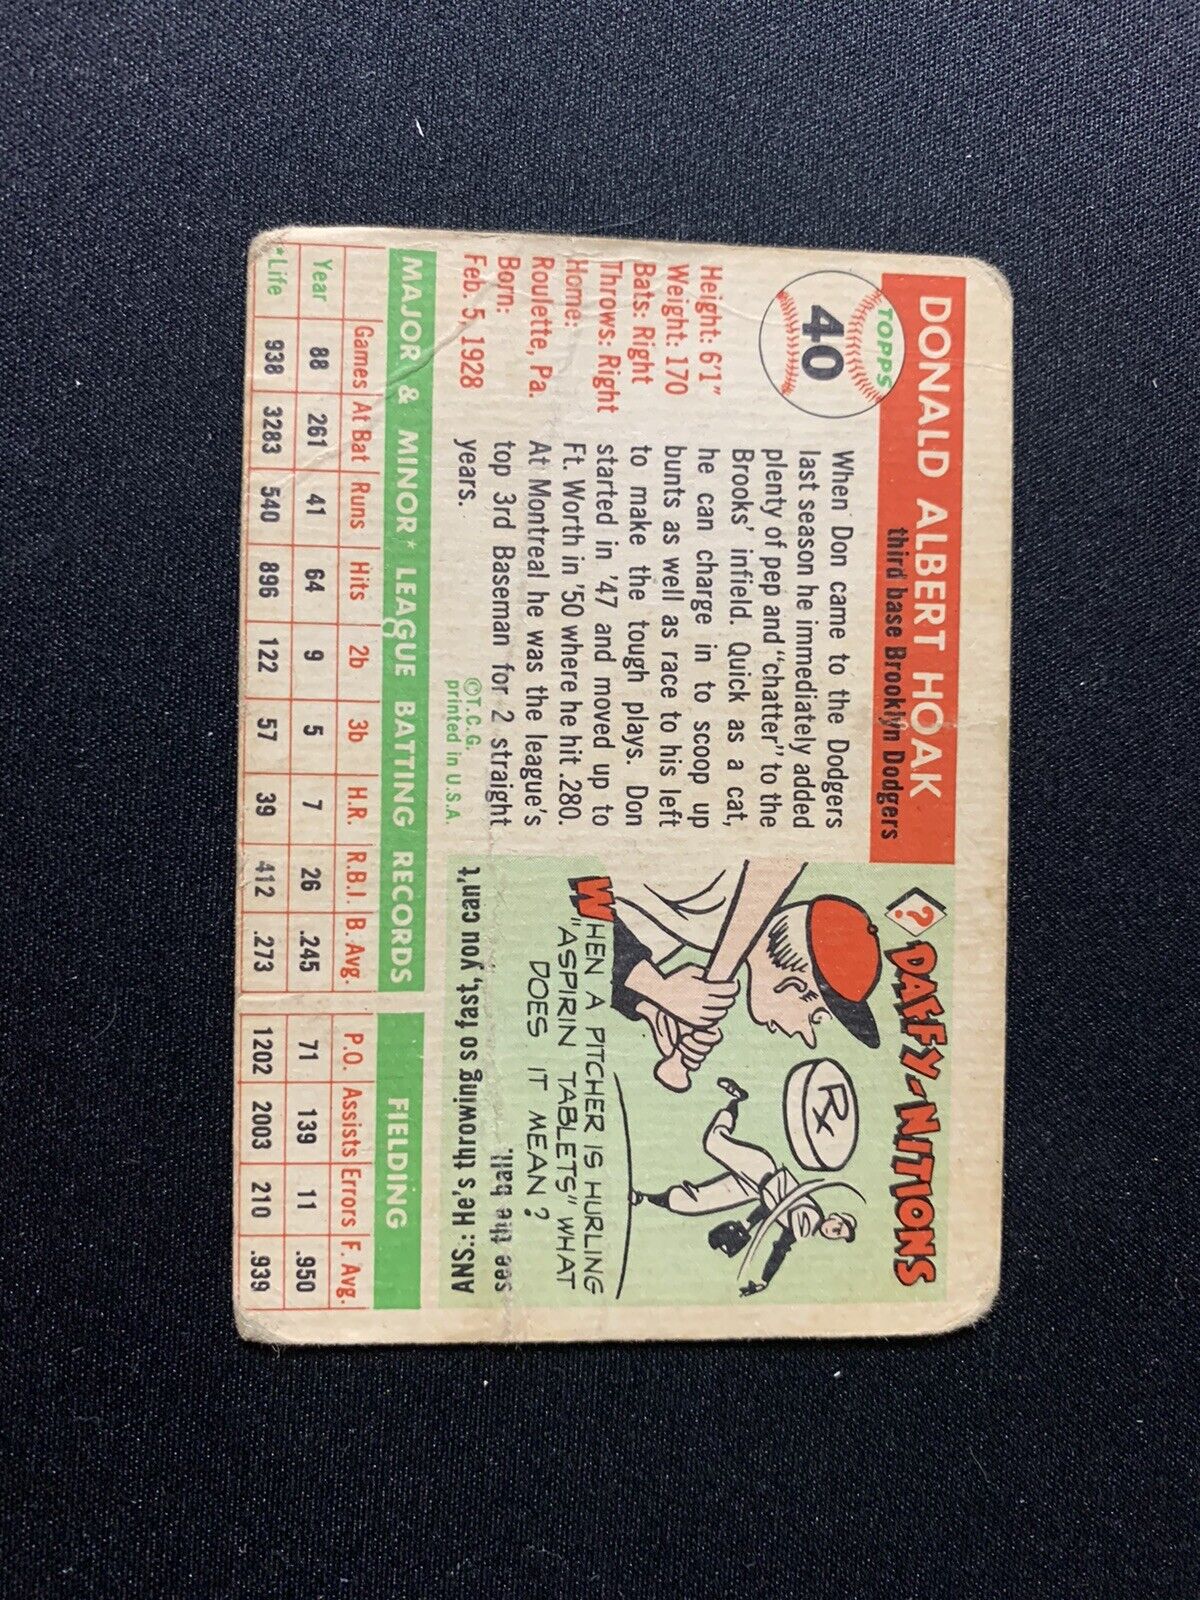 DONALD ALBERT HOAK
third base Brooklyn Dodgers
TOPPS
40
Height: 6'1"
Weight: 170
Bats: Right
Throws: Right
Home:
Roulette, Pa.
Born:
Feb. 5, 1928
When Don came to the Dodgers
last season he immediately added
plenty of pep and "chatter" to the
Brooks' infield. Quick as a cat,
he can charge in to scoop up
bunts as well as race to his left
to make the tough plays. Don
started in '47 and moved up to
Ft. Worth in '50 where he hit .280.
At Montreal he was the league's
top 3rd Baseman for 2 straight
years.
©T.C.G.
printed in U.S.A.
?
DAFFY-NITIONS
Rx
WHEN A PITCHER IS HURLING
"ASPIRIN TABLETS" WHAT
DOES IT MEAN?
ANS: He's throwing so fast, you can't
see the ball.
MAJOR & MINOR* LEAGUE BATTING RECORDS
FIELDING
Games At Bat Runs Hits 2b 3b H.R. R.B.I. B. Avg. P.O. Assists Errors F. Avg.
Year 88 261 41 64 9 5 7 26 .245 71 139 11 .950
*Life 938 3283 540 896 122 57 39 412 .273 1202 2003 210 .939